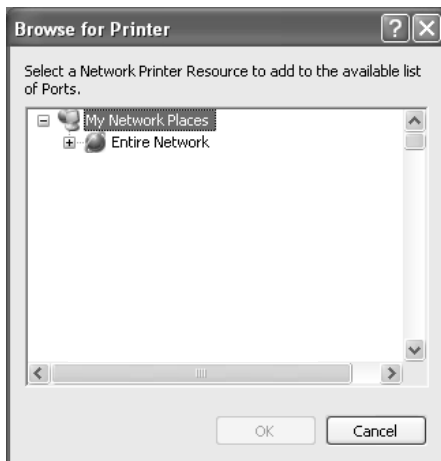 Browse for Printer
Select a Network Printer Resource to add to the available list
of Ports.
My Network Places
Entire Network
OK
Cancel